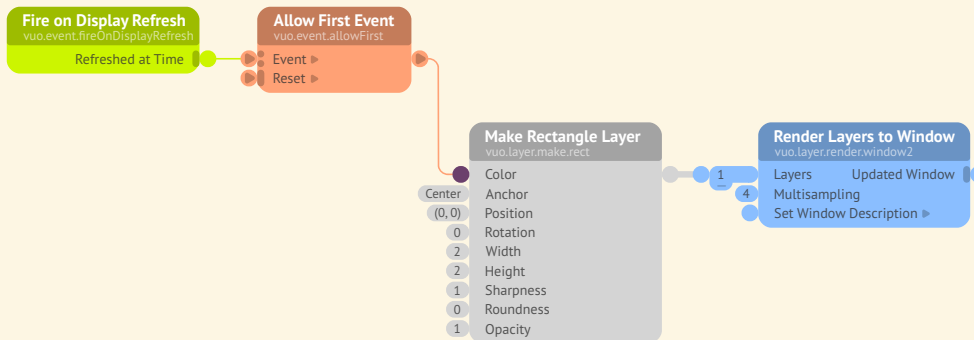 Fire on Display Refresh
vuo.event.fireOnDisplayRefresh
Refreshed at Time
Allow First Event
vuo.event.allowFirst
Event
Reset
Make Rectangle Layer
vuo.layer.make.rect
Color
Center Anchor
(0, 0) Position
0 Rotation
2 Width
2 Height
1 Sharpness
0 Roundness
1 Opacity
Render Layers to Window
vuo.layer.render.window2
1 Layers Updated Window
4 Multisampling
Set Window Description